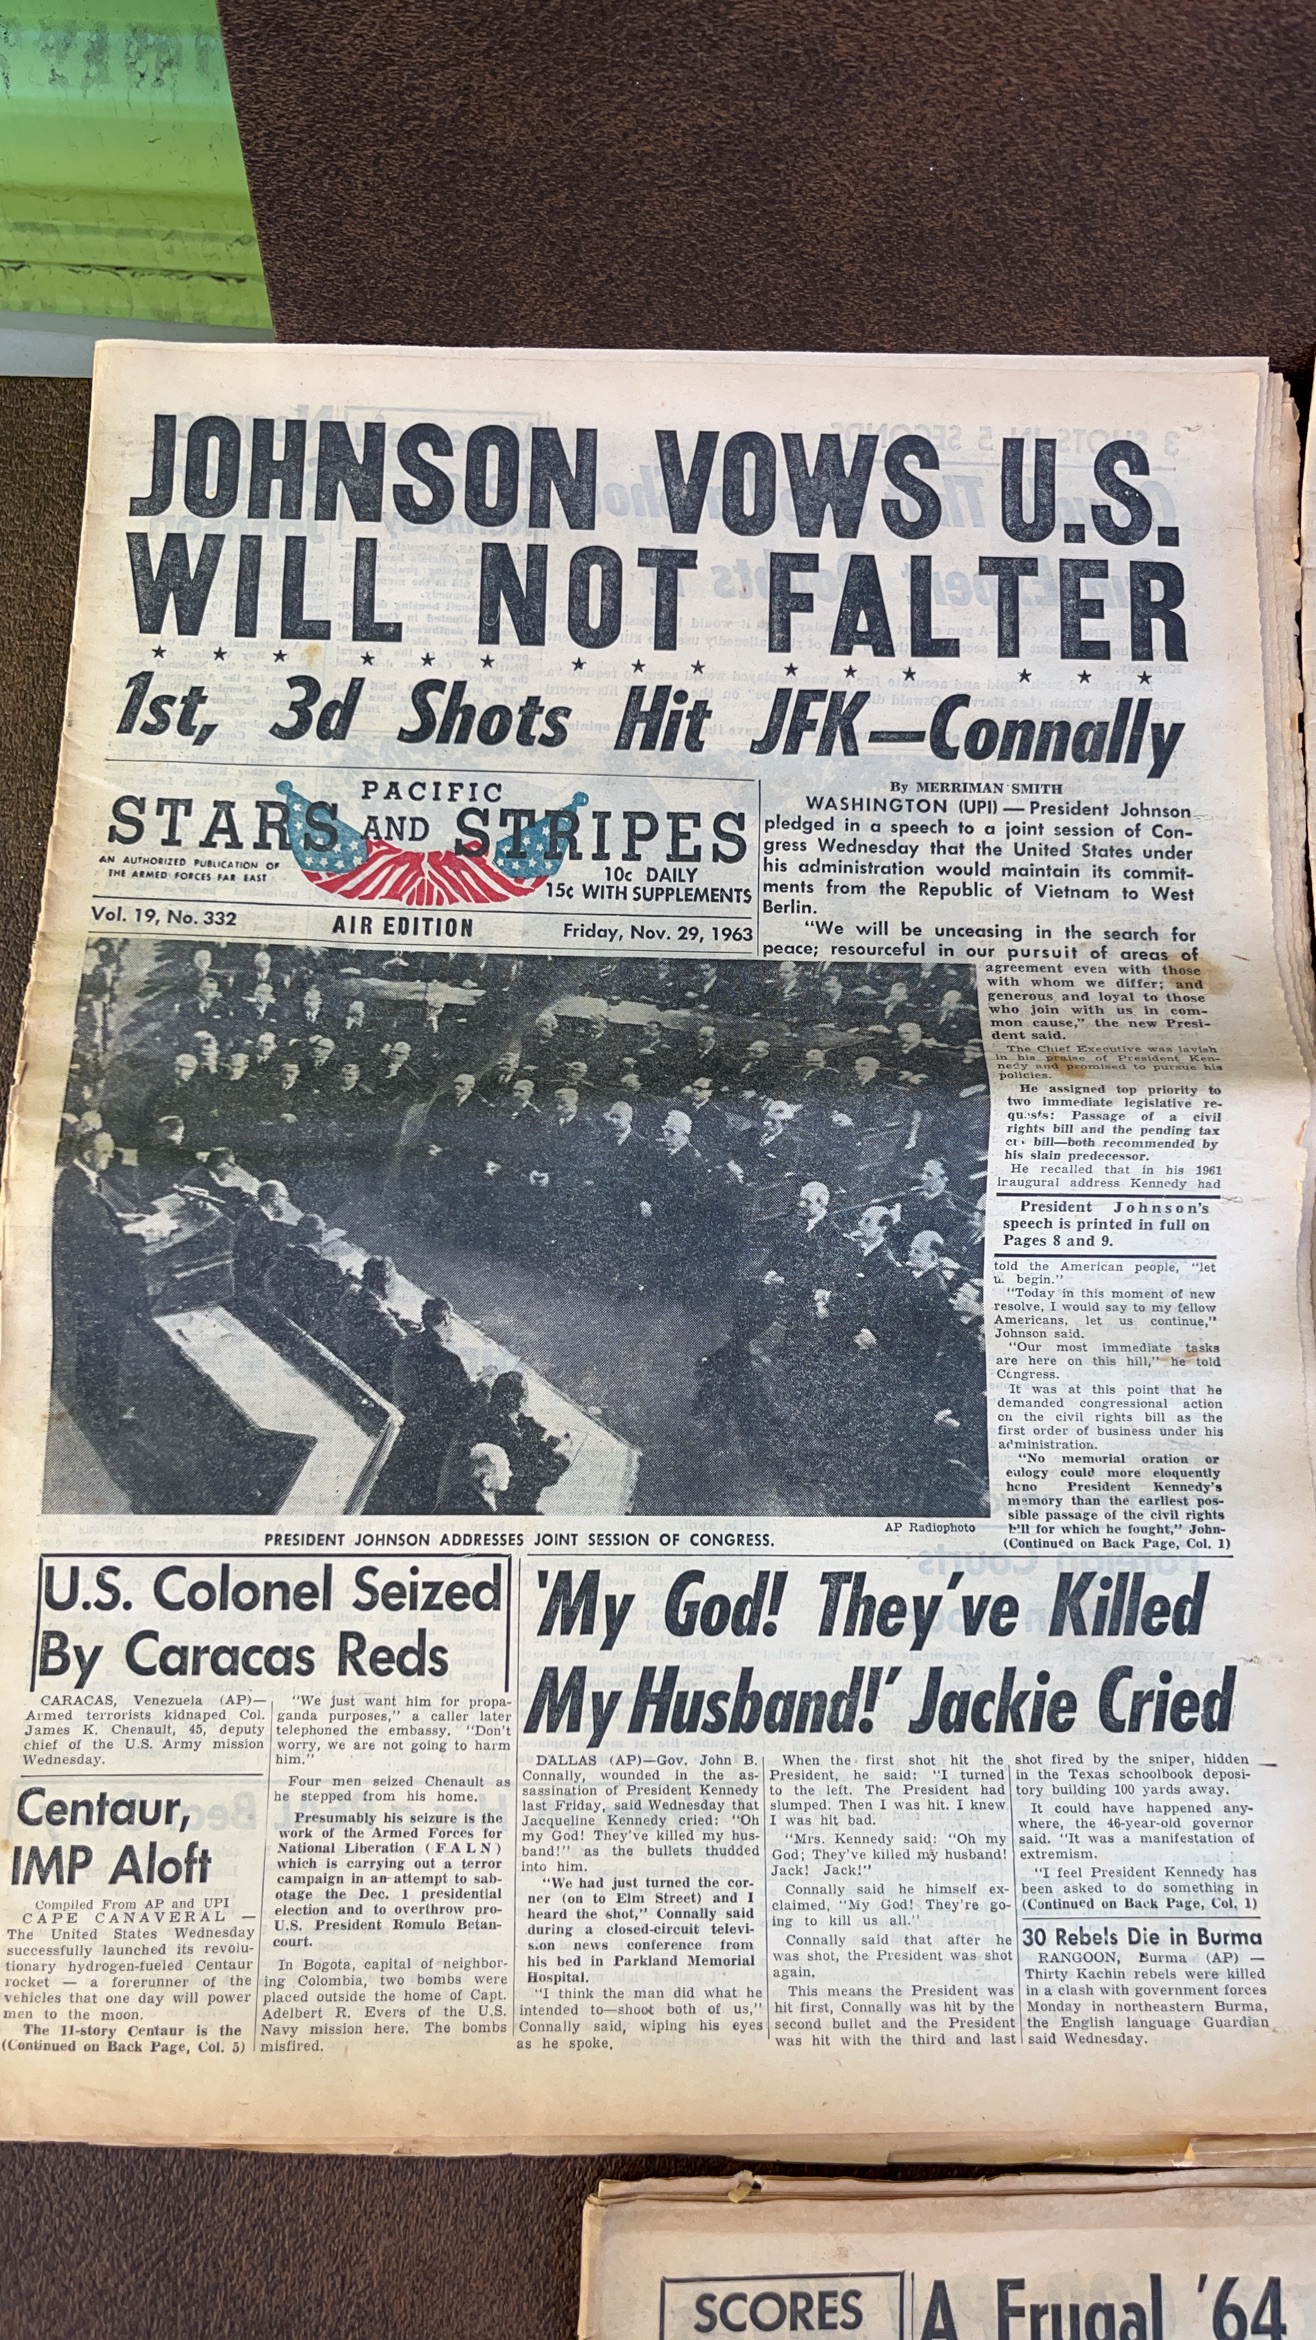 JOHNSON VOWS U.S.
WILL NOT FALTER
1st, 3d Shots Hit JFK—Connally
PACIFIC
STARS AND STRIPES
AN AUTHORIZED PUBLICATION OF
THE ARMED FORCES FAR EAST
10c DAILY
15¢ WITH SUPPLEMENTS
Vol. 19, No. 332
AIR EDITION
Friday, Nov. 29, 1963
By MERRIMAN SMITH
WASHINGTON (UPI) — President Johnson
pledged in a speech to a joint session of Con-
gress Wednesday that the United States under
his administration would maintain its commit-
ments from the Republic of Vietnam to West
Berlin.
"We will be unceasing in the search for
peace; resourceful in our pursuit of areas of
agreement even with those
with whom we differ; and
generous and loyal to those
who join with us in com-
mon cause," the new Presi-
dent said.
The Chief Executive was lavish
in his praise of President Ken-
nedy and promised to pursue his
policies.
He assigned top priority to
two immediate legislative re-
quests: Passage of a civil
rights bill and the pending tax
cut bill—both recommended by
his slain predecessor.
He recalled that in his 1961
inaugural address Kennedy had
President Johnson's
speech is printed in full on
Pages 8 and 9.
told the American people, "let
us begin."
"Today in this moment of new
resolve, I would say to my fellow
Americans, let us continue,"
Johnson said.
"Our most immediate tasks
are here on this hill," he told
Congress.
It was at this point that he
demanded congressional action
on the civil rights bill as the
first order of business under his
administration.
"No memorial oration or
eulogy could more eloquently
hono President Kennedy's
memory than the earliest pos-
sible passage of the civil rights
bill for which he fought," John-
(Continued on Back Page, Col. 1)
AP Radiophoto
PRESIDENT JOHNSON ADDRESSES JOINT SESSION OF CONGRESS.
U.S. Colonel Seized
By Caracas Reds
CARACAS, Venezuela (AP)—
Armed terrorists kidnaped Col.
James K. Chenault, 45, deputy
chief of the U.S. Army mission
Wednesday.
"We just want him for propa-
ganda purposes," a caller later
telephoned the embassy. "Don't
worry, we are not going to harm
him."
Four men seized Chenault as
he stepped from his home.
Presumably his seizure is the
work of the Armed Forces for
National Liberation (FALN)
which is carrying out a terror
campaign in an attempt to sab-
otage the Dec. 1 presidential
election and to overthrow pro-
U.S. President Romulo Betan-
court.
In Bogota, capital of neighbor-
ing Colombia, two bombs were
placed outside the home of Capt.
Adelbert R. Evers of the U.S.
Navy mission here. The bombs
misfired.
Centaur,
IMP Aloft
Compiled From AP and UPI
CAPE CANAVERAL —
The United States Wednesday
successfully launched its revolu-
tionary hydrogen-fueled Centaur
rocket — a forerunner of the
vehicles that one day will power
men to the moon.
The 11-story Centaur is the
(Continued on Back Page, Col. 5)
'My God! They've Killed
My Husband!' Jackie Cried
DALLAS (AP)—Gov. John B.
Connally, wounded in the as-
sassination of President Kennedy
last Friday, said Wednesday that
Jacqueline Kennedy cried: "Oh
my God! They've killed my hus-
band!" as the bullets thudded
into him.
"We had just turned the cor-
ner (on to Elm Street) and I
heard the shot," Connally said
during a closed-circuit televi-
sion news conference from
his bed in Parkland Memorial
Hospital.
"I think the man did what he
intended to—shoot both of us,"
Connally said, wiping his eyes
as he spoke.
When the first shot hit the
President, he said: "I turned
to the left. The President had
slumped. Then I was hit. I knew
I was hit bad.
"Mrs. Kennedy said: "Oh my
God; They've killed my husband!
Jack! Jack!"
Connally said he himself ex-
claimed, "My God! They're go-
ing to kill us all."
Connally said that after he
was shot, the President was shot
again.
This means the President was
hit first, Connally was hit by the
second bullet and the President
was hit with the third and last
shot fired by the sniper, hidden
in the Texas schoolbook deposi-
tory building 100 yards away.
It could have happened any-
where, the 46-year-old governor
said. "It was a manifestation of
extremism.
"I feel President Kennedy has
been asked to do something in
(Continued on Back Page, Col. 1)
30 Rebels Die in Burma
RANGOON, Burma (AP) —
Thirty Kachin rebels were killed
in a clash with government forces
Monday in northeastern Burma,
the English language Guardian
said Wednesday.
SCORES
A Frugal '64